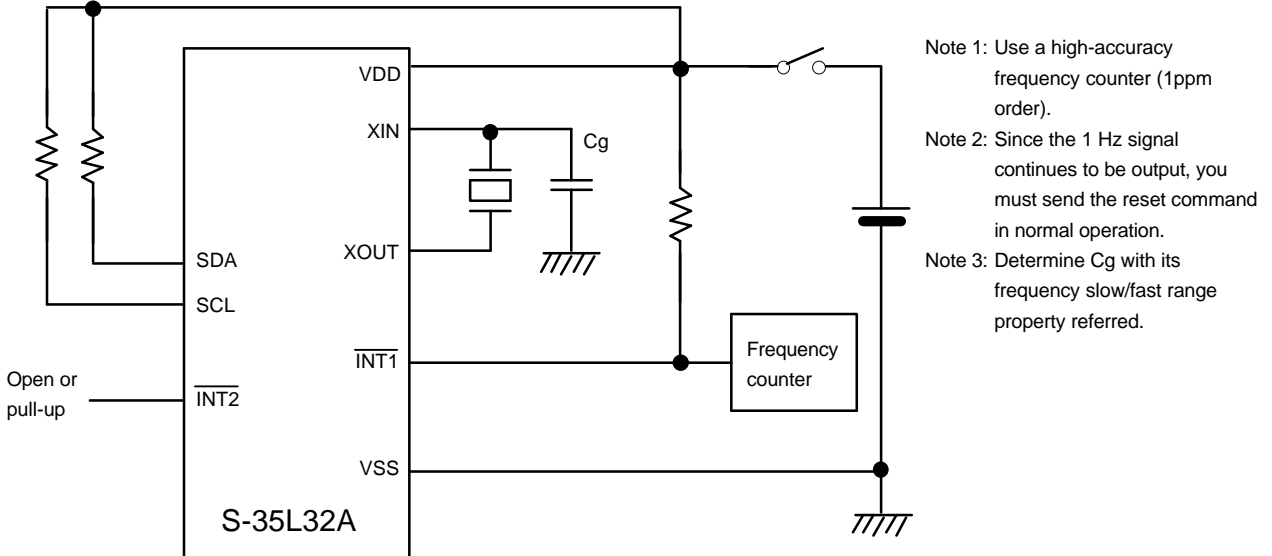 VDD
XIN
Cg
XOUT
SDA
SCL
INT1
INT2
Open or
pull-up
Frequency
counter
VSS
S-35L32A
Note 1: Use a high-accuracy
frequency counter (1ppm
order).
Note 2: Since the 1 Hz signal
continues to be output, you
must send the reset command
in normal operation.
Note 3: Determine Cg with its
frequency slow/fast range
property referred.